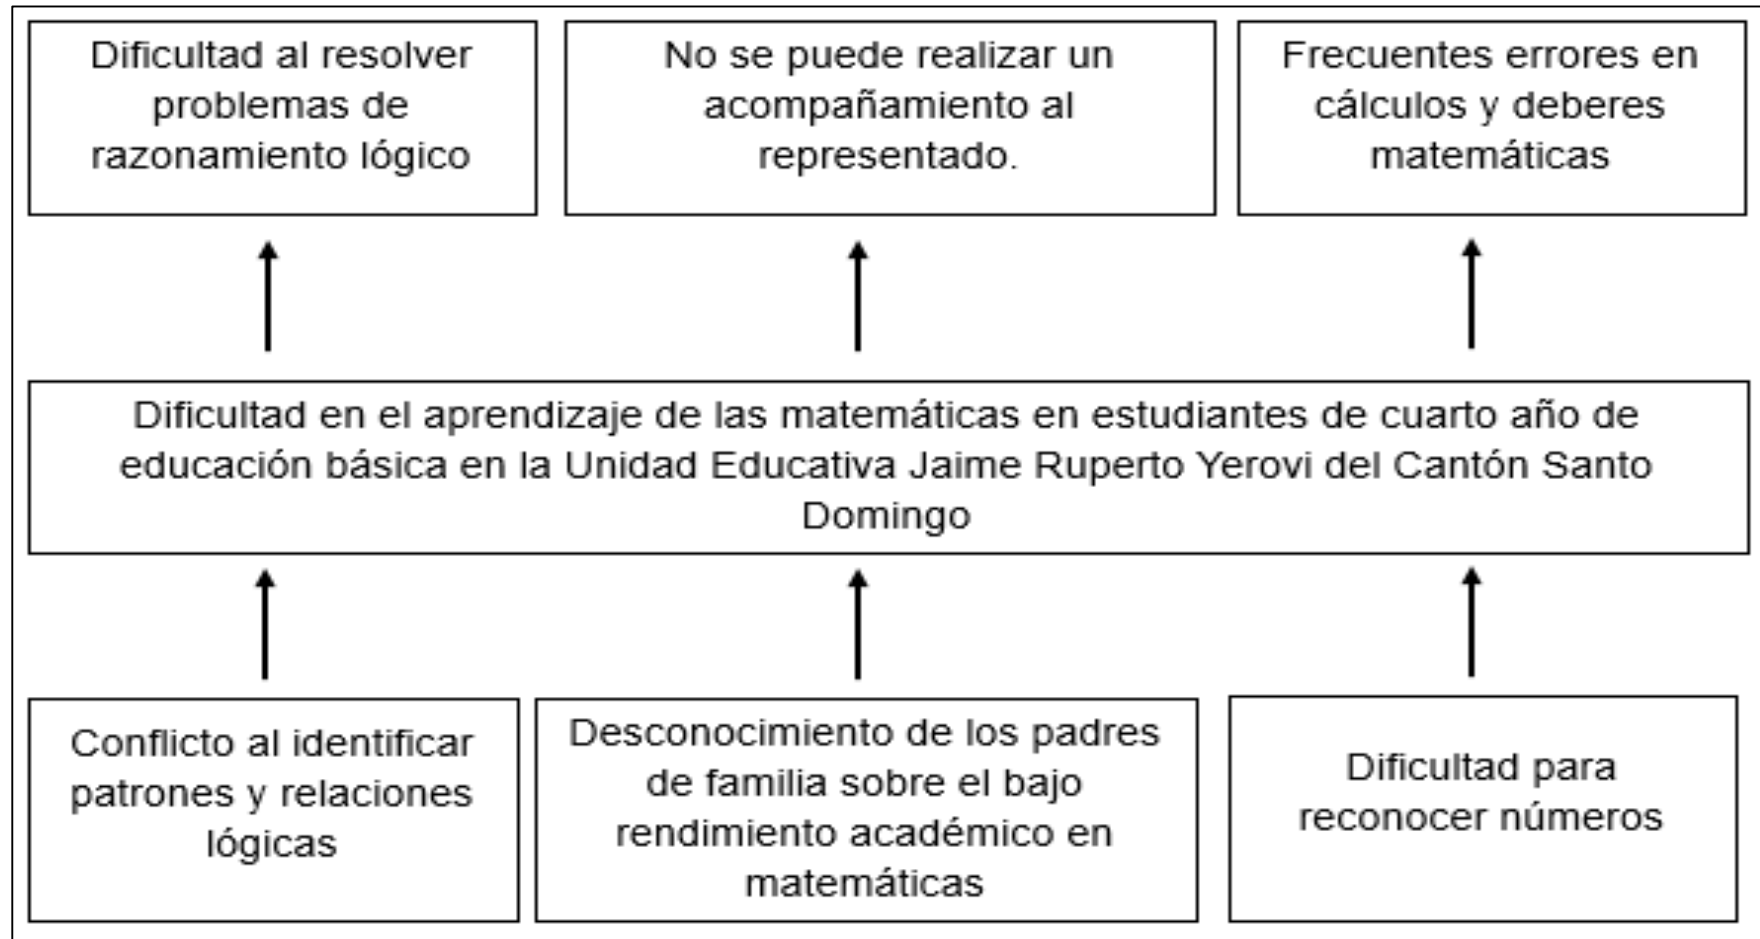 Dificultad al resolver
problemas de
razonamiento lógico
No se puede realizar un
acompañamiento al
representado.
Frecuentes errores en
cálculos y deberes
matemáticas
Dificultad en el aprendizaje de las matemáticas en estudiantes de cuarto año de
educación básica en la Unidad Educativa Jaime Ruperto Yerovi del Cantón Santo
Domingo
Conflicto al identificar
patrones y relaciones
lógicas
Desconocimiento de los padres
de familia sobre el bajo
rendimiento académico en
matemáticas
Dificultad para
reconocer números